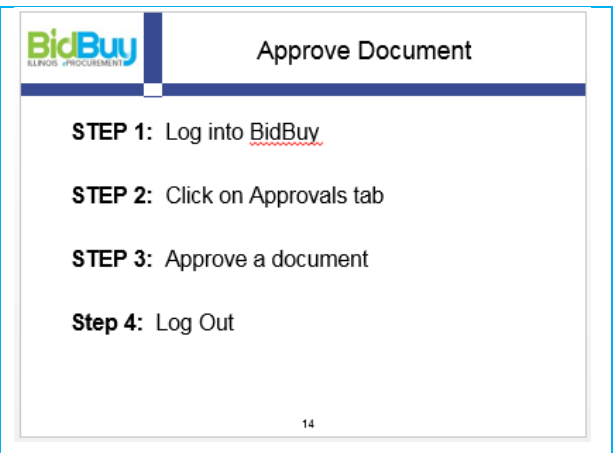 BidBuy
ILLINOIS ePROCUREMENT
Approve Document
STEP 1: Log into BidBuy
STEP 2: Click on Approvals tab
STEP 3: Approve a document
Step 4: Log Out
14